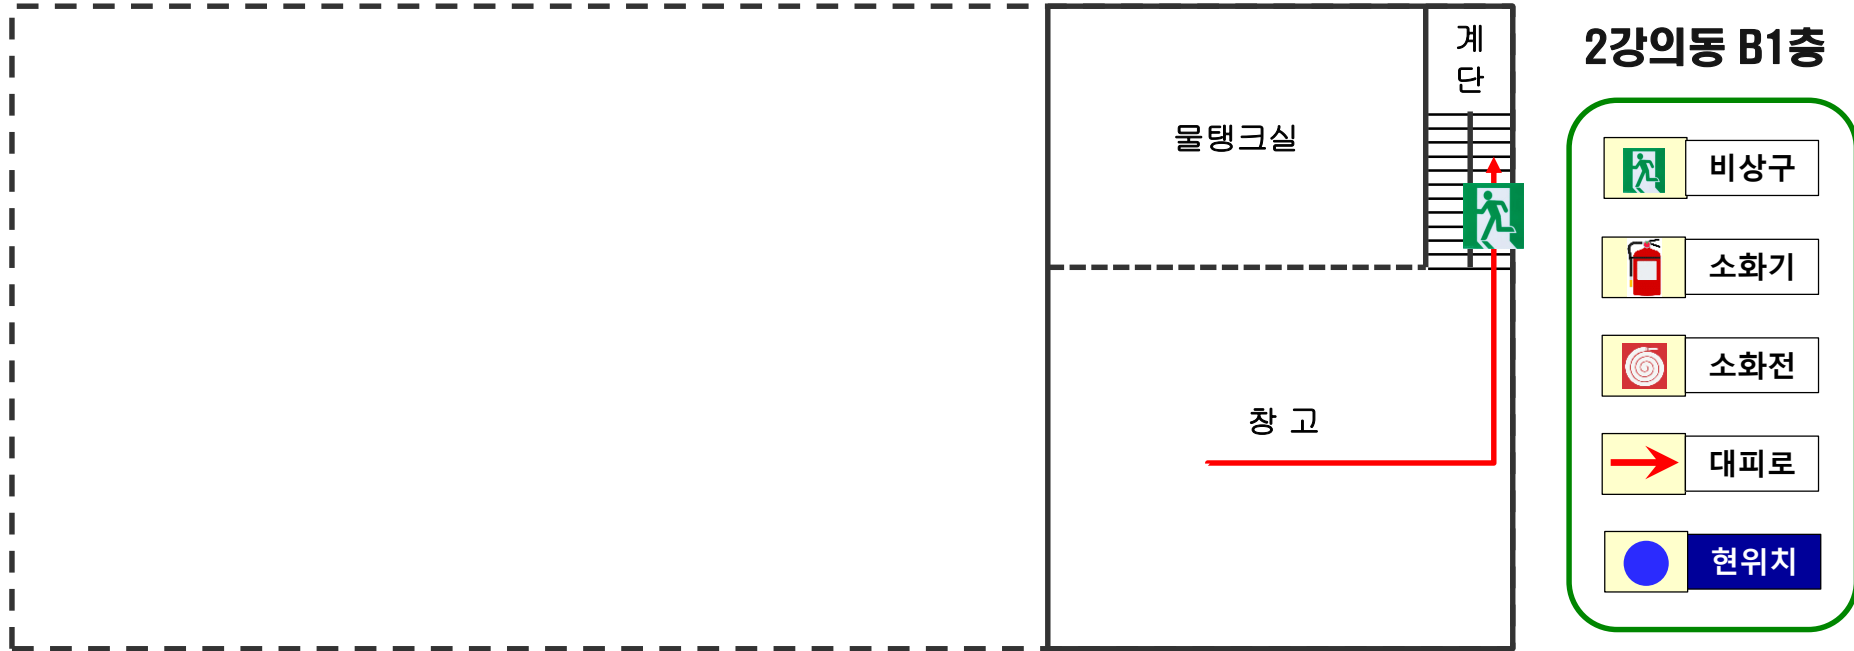 2강의동 B1층
계
단
물탱크실
창 고
비상구
소화기
소화전
대피로
현위치